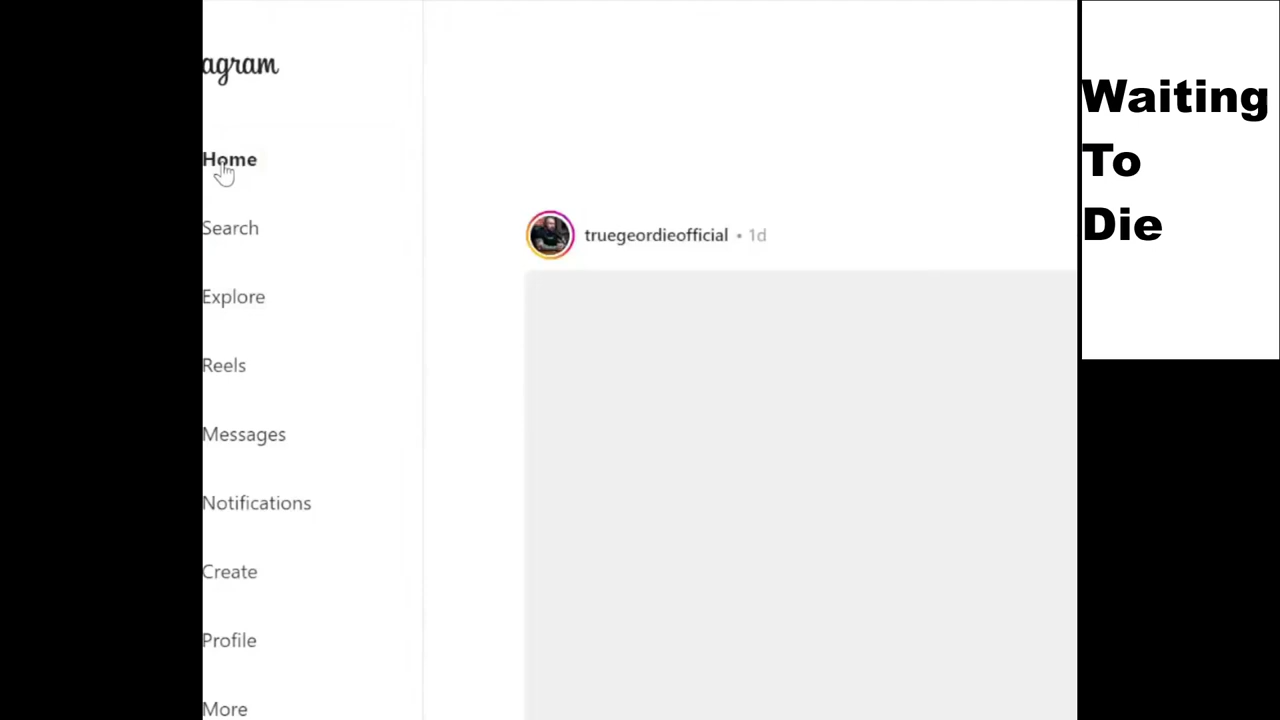 agram
Home
Search
Explore
Reels
Messages
Notifications
Create
Profile
More
truegeordieofficial • 1d
Waiting
To
Die